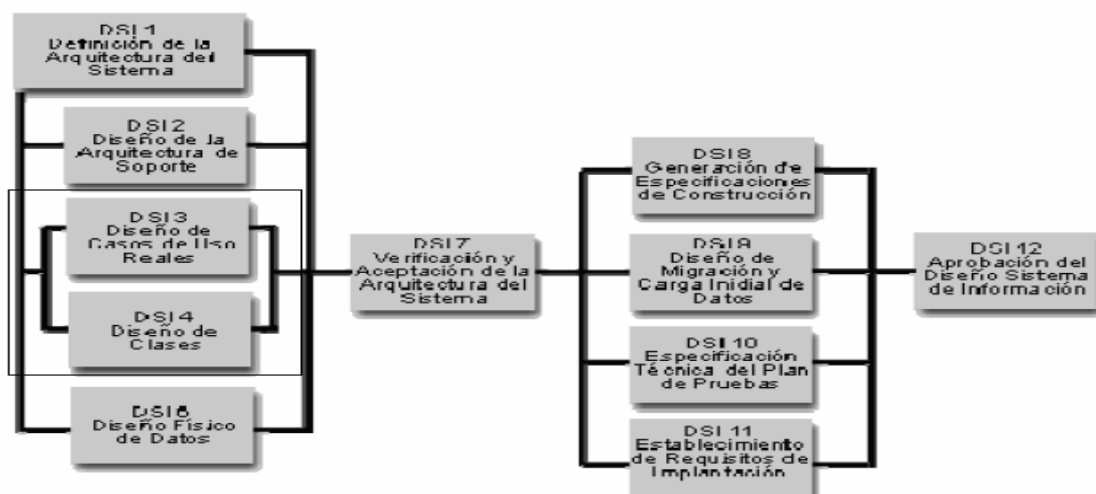 DSI 1
Definición de la
Arquitectura del
Sistema
DSI 2
Diseño de la
Arquitectura de
Soporte
DSI 3
Diseño de
Casos de Uso
Reales
DSI 4
Diseño de
Clases
DSI 6
Diseño Físico
de Datos
DSI 7
Verificación y
Aceptación de la
Arquitectura del
Sistema
DSI 8
Generación de
Especificaciones
de Construcción
DSI 9
Diseño de
Migración y
Carga Inidial de
Datos
DSI 10
Especificación
Técnica del Plan
de Pruebas
DSI 11
Establecimiento
de Requisitos de
Implantación
DSI 12
Aprobación del
Diseño Sistema
de Información